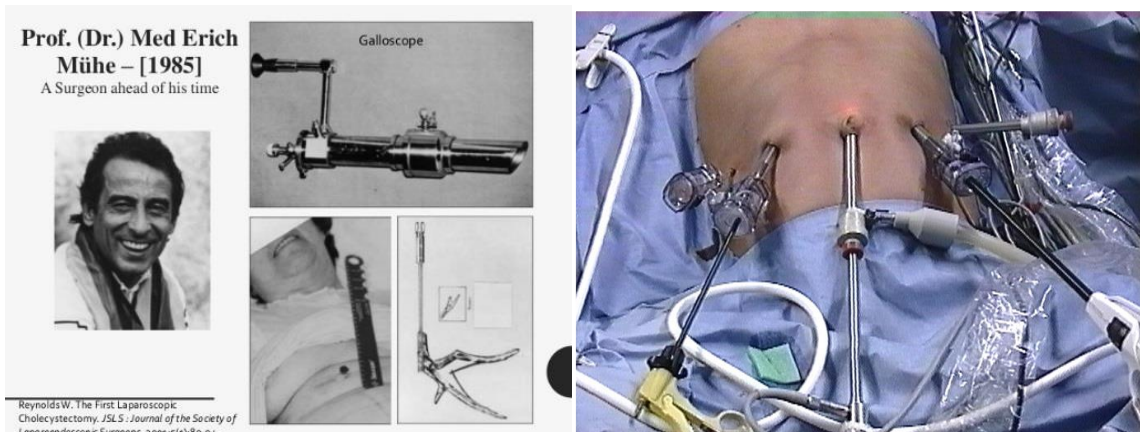 Prof. (Dr.) Med Erich
Mühe – [1985]
A Surgeon ahead of his time
Galloscope
Reynolds W. The First Laparoscopic
Cholecystectomy. JSLS : Journal of the Society of